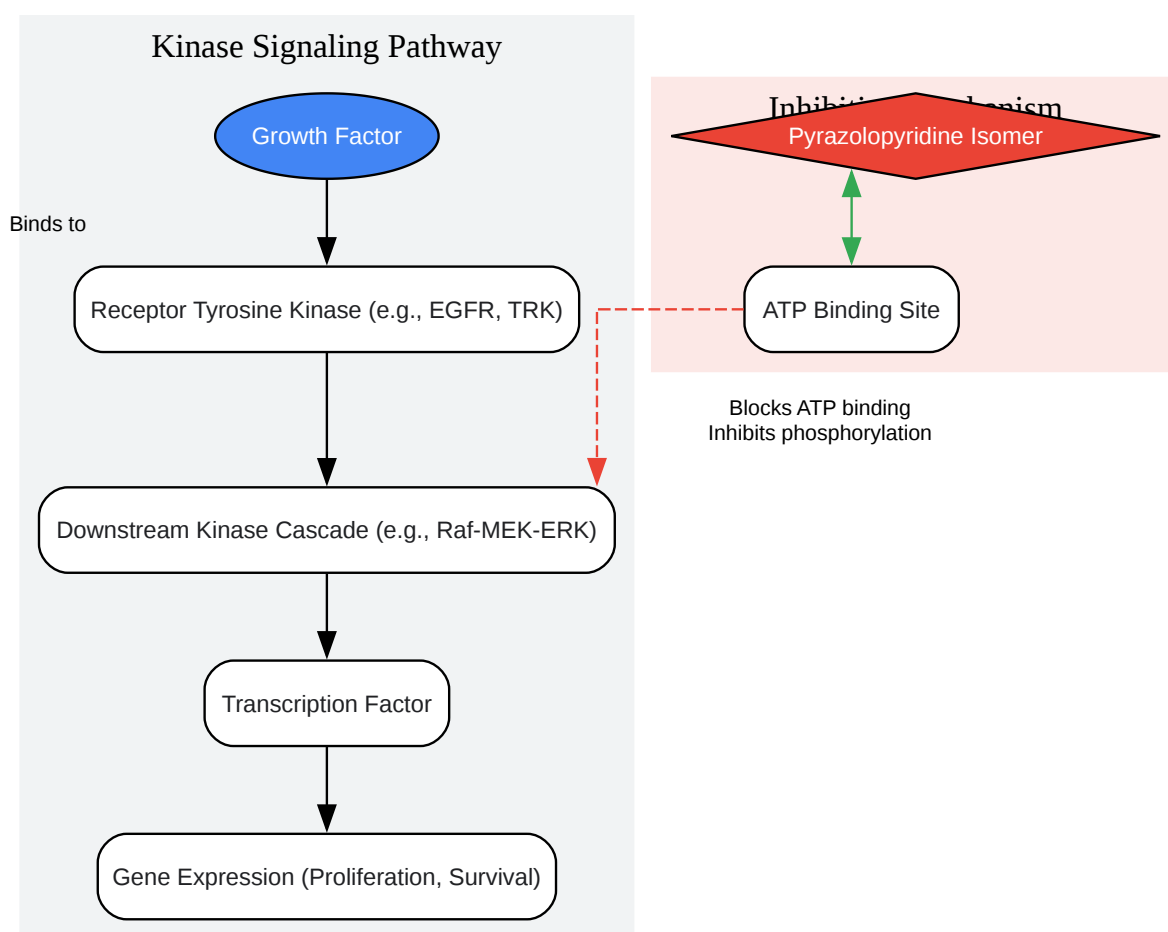 Kinase Signaling Pathway
Growth Factor
Binds to
Receptor Tyrosine Kinase (e.g., EGFR, TRK)
Downstream Kinase Cascade (e.g., Raf-MEK-ERK)
Transcription Factor
Gene Expression (Proliferation, Survival)
Pyrazolopyridine Isomer
ATP Binding Site
Blocks ATP binding
Inhibits phosphorylation